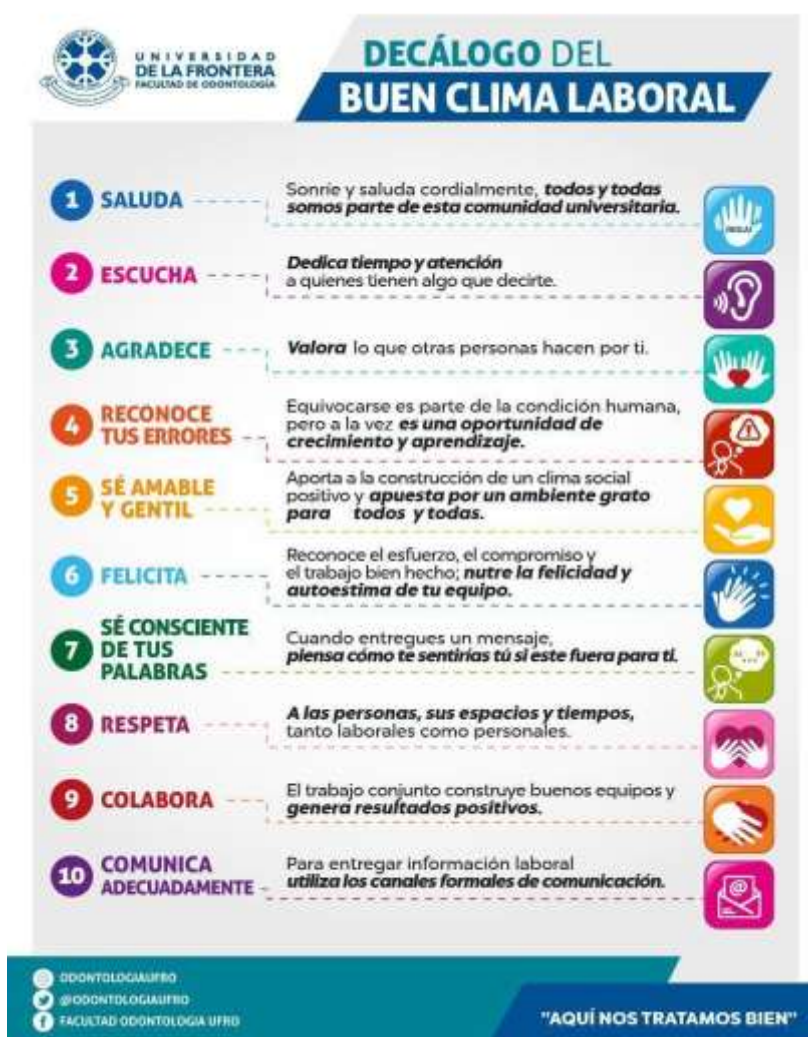 UNIVERSIDAD
DE LA FRONTERA
FACULTAD DE ODONTOLOGÍA
DECÁLOGO DEL
BUEN CLIMA LABORAL
1 SALUDA
Sonríe y saluda cordialmente, todos y todas
somos parte de esta comunidad universitaria.
2 ESCUCHA
Dedica tiempo y atención
a quienes tienen algo que decirte.
3 AGRADECE
Valora lo que otras personas hacen por ti.
4 RECONOCE
TUS ERRORES
Equivocarse es parte de la condición humana,
pero a la vez es una oportunidad de
crecimiento y aprendizaje.
5 SÉ AMABLE
Y GENTIL
Aporta a la construcción de un clima social
positivo y apuesta por un ambiente grato
para todos y todas.
6 FELICITA
Reconoce el esfuerzo, el compromiso y
el trabajo bien hecho; nutre la felicidad y
autoestima de tu equipo.
7 SÉ CONSCIENTE
DE TUS
PALABRAS
Cuando entregues un mensaje,
piensa cómo te sentirías tú si este fuera para ti.
8 RESPETA
A las personas, sus espacios y tiempos,
tanto laborales como personales.
9 COLABORA
El trabajo conjunto construye buenos equipos y
genera resultados positivos.
10 COMUNICA
ADECUADAMENTE
Para entregar información laboral
utiliza los canales formales de comunicación.
@
ODONTOLOGIAUFRO
@ODONTOLOGIAUFRO
FACULTAD ODONTOLOGIA UFRO
"AQUÍ NOS TRATAMOS BIEN"